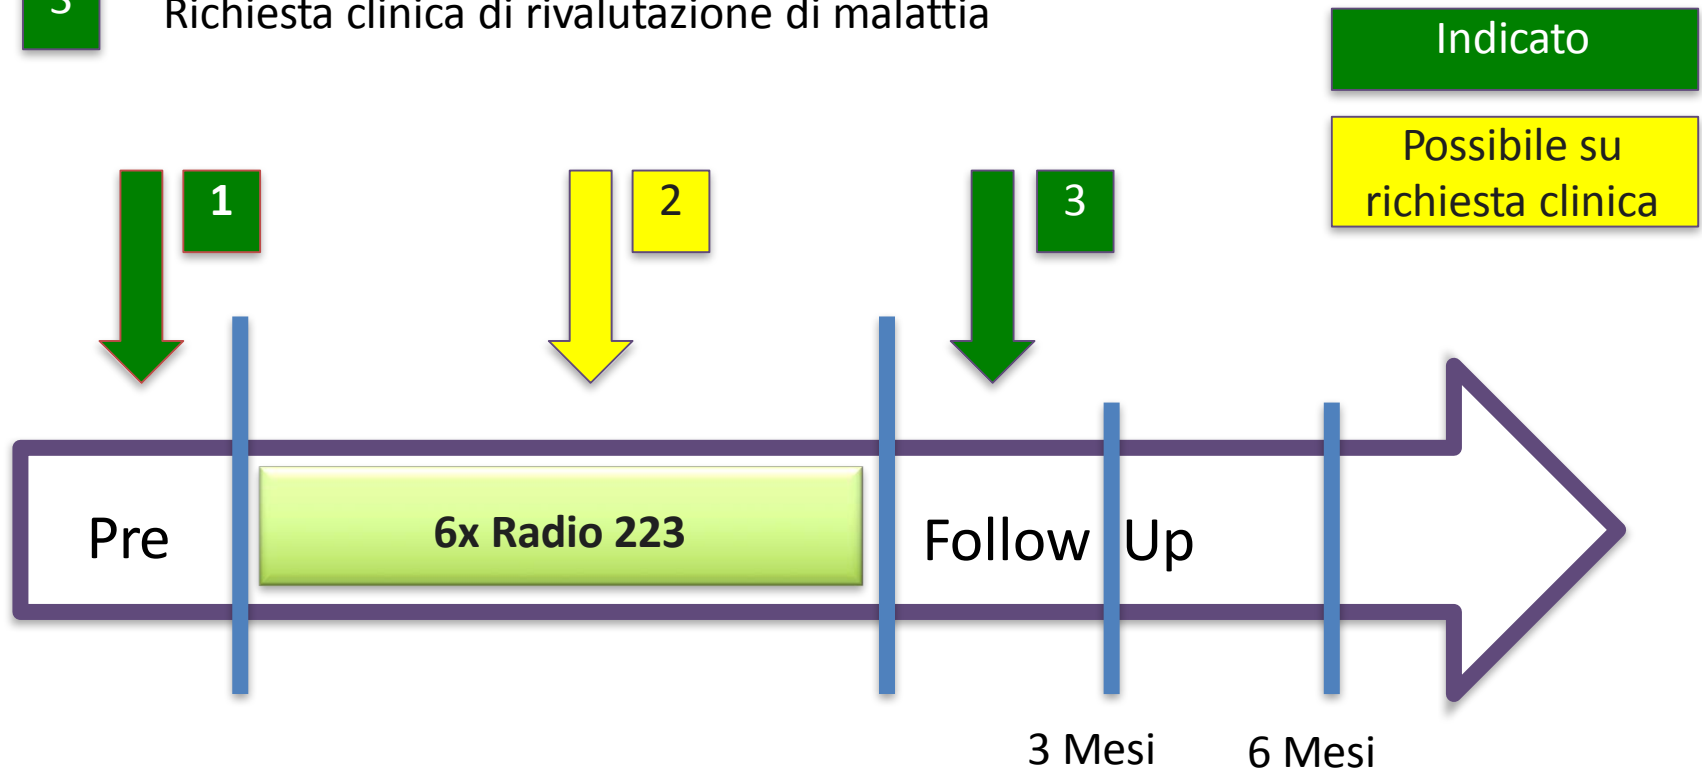 3
Richiesta clinica di rivalutazione di malattia
Indicato
Possibile su
richiesta clinica
1
2
3
Pre
6x Radio 223
Follow Up
3 Mesi
6 Mesi